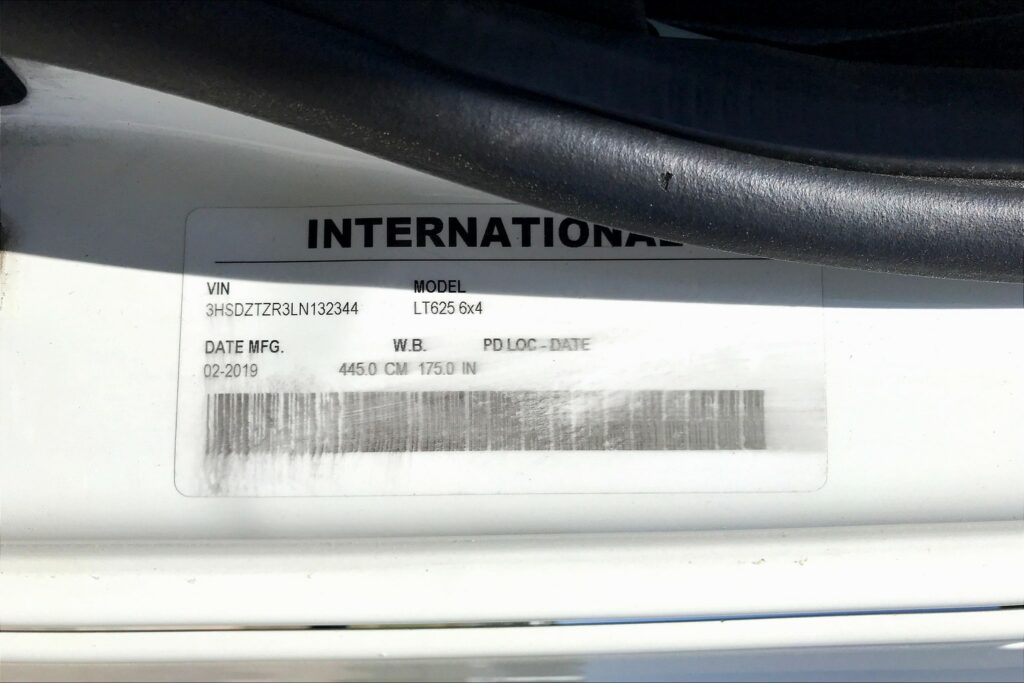 INTERNATIONAL
VIN MODEL
3HSDZTZR3LN132344 LT625 6x4
DATE MFG. W.B. PD LOC - DATE
02-2019 445.0 CM 175.0 IN